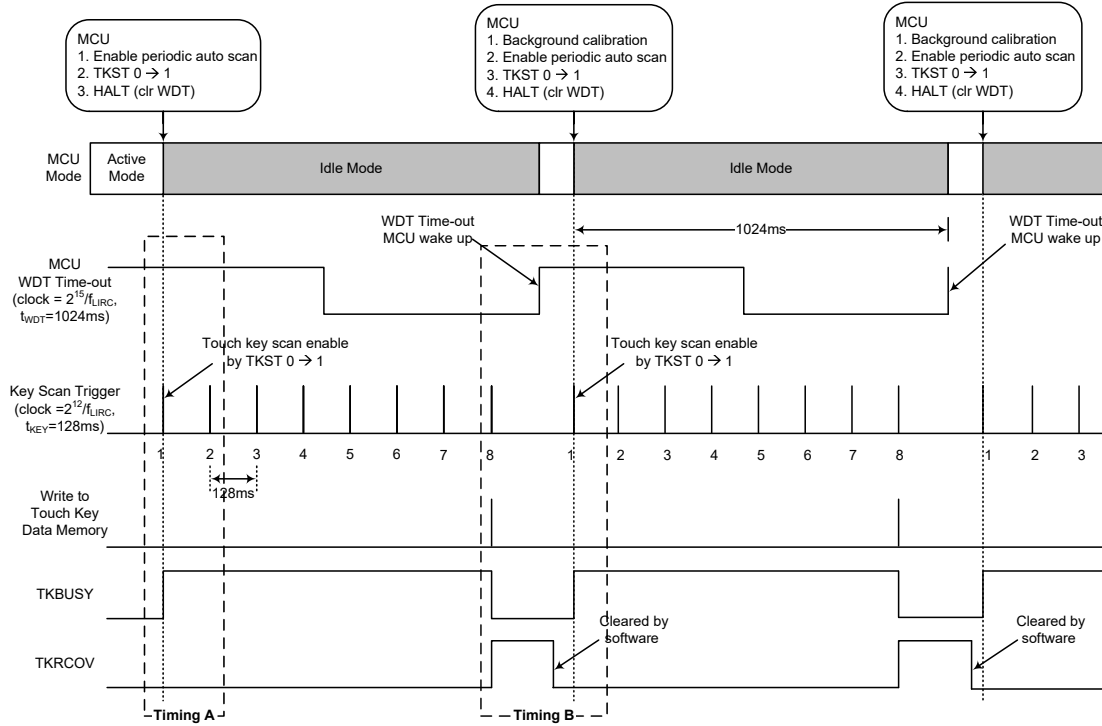 MCU
1. Enable periodic auto scan
2. TKST 0 → 1
3. HALT (clr WDT)
MCU
1. Background calibration
2. Enable periodic auto scan
3. TKST 0 → 1
4. HALT (clr WDT)
MCU
1. Background calibration
2. Enable periodic auto scan
3. TKST 0 → 1
4. HALT (clr WDT)
MCU
Mode
Active
Mode
Idle Mode
Idle Mode
WDT Time-out
MCU wake up
1024ms
WDT Time-out
MCU wake up
MCU
WDT Time-out
(clock = 2^15/fLIRC,
tWDT=1024ms)
Touch key scan enable
by TKST 0 → 1
Touch key scan enable
by TKST 0 → 1
Key Scan Trigger
(clock =2^12/fLIRC,
tKEY=128ms)
1 2 3 4 5 6 7 8 1 2 3 4 5 6 7 8 1 2 3
128ms
Write to
Touch Key
Data Memory
TKBUSY
Cleared by
software
Cleared by
software
TKRCOV
Timing A
Timing B